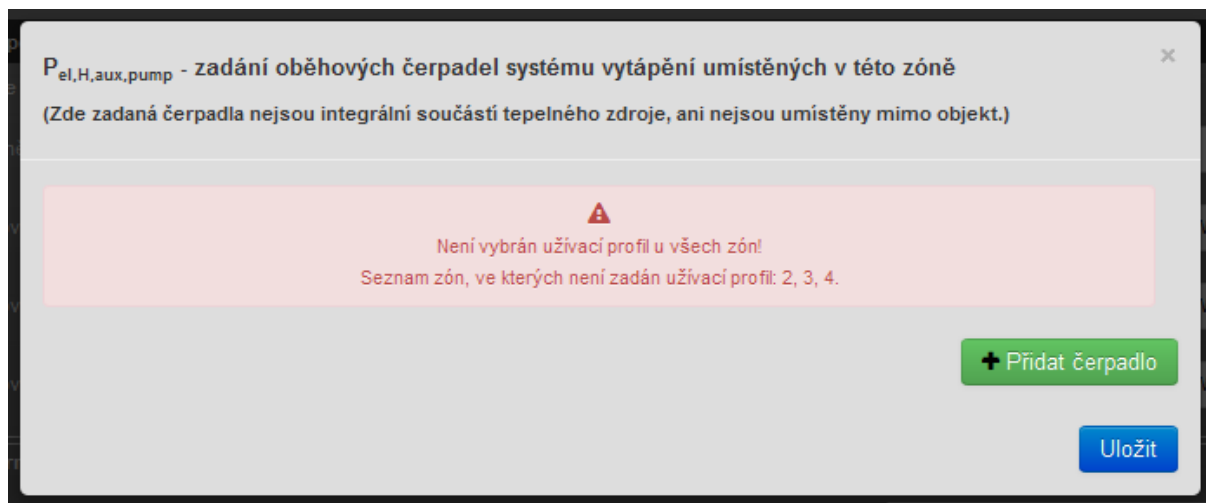 P el,H,aux,pump - zadání oběhových čerpadel systému vytápění umístěných v této zóně
×
(Zde zadaná čerpadla nejsou integrální součástí tepelného zdroje, ani nejsou umístěny mimo objekt.)
Není vybrán užívací profil u všech zón!
Seznam zón, ve kterých není zadán užívací profil: 2, 3, 4.
+ Přidat čerpadlo
Uložit